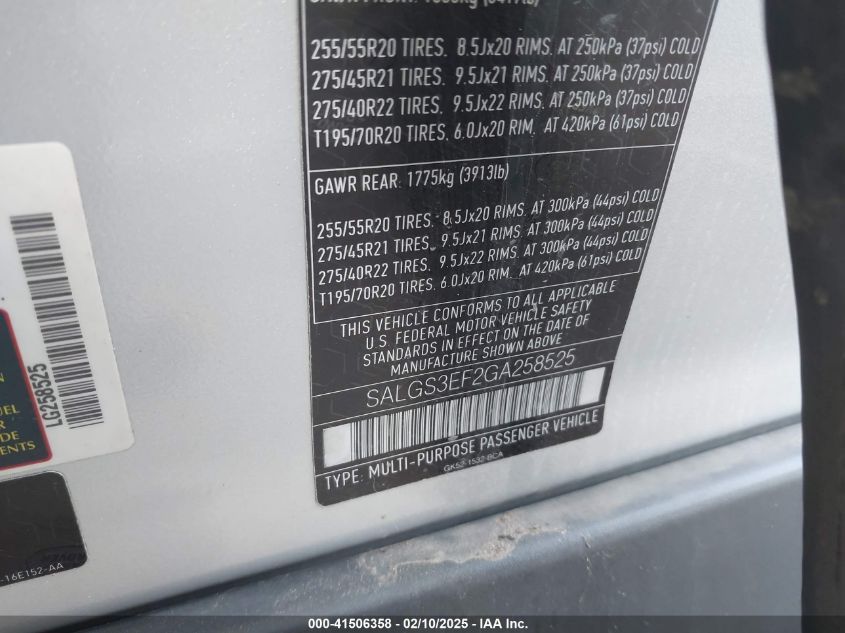 255/55R20 TIRES. 8.5Jx20 RIMS. AT 250kPa (37psi) COLD
275/45R21 TIRES. 9.5Jx21 RIMS. AT 250kPa (37psi) COLD
275/40R22 TIRES. 9.5Jx22 RIMS. AT 250kPa (37psi) COLD
T195/70R20 TIRES. 6.0Jx20 RIM. AT 420kPa (61psi) COLD
GAWR REAR: 1775kg (3913lb)
255/55R20 TIRES. 8.5Jx20 RIMS. AT 300kPa (44psi) COLD
275/45R21 TIRES. 9.5Jx21 RIMS. AT 300kPa (44psi) COLD
275/40R22 TIRES. 9.5Jx22 RIMS. AT 300kPa (44psi) COLD
T195/70R20 TIRES. 6.0Jx20 RIM. AT 420kPa (61psi) COLD
THIS VEHICLE CONFORMS TO ALL APPLICABLE
U.S. FEDERAL MOTOR VEHICLE SAFETY
STANDARDS IN EFFECT ON THE DATE OF
MANUFACTURE SHOWN ABOVE
SALGS3EF2GA258525
TYPE: MULTI-PURPOSE PASSENGER VEHICLE
GK52-1532-BCA
LG258525
-16E152-AA
000-41506358 - 02/10/2025 - IAA Inc.